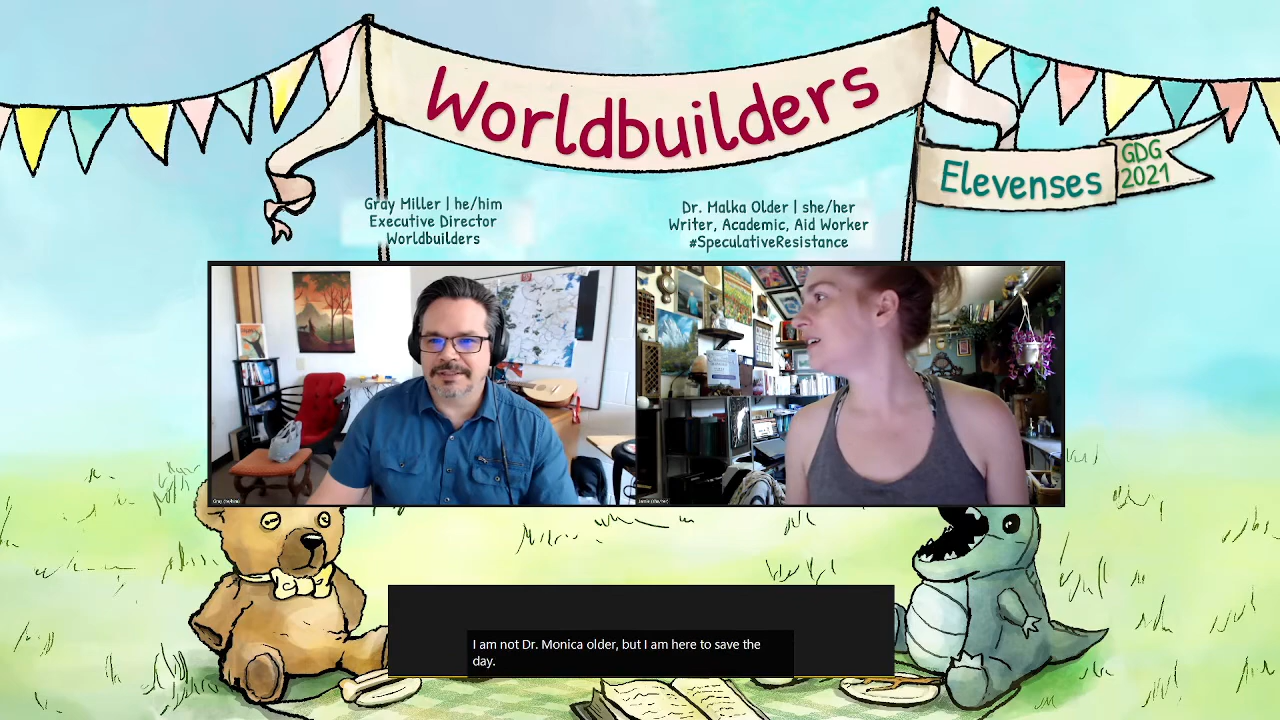 Worldbuilders
Elevenses
GDG
2021
Gray Miller | he/him
Executive Director
Worldbuilders
Dr. Malka Older | she/her
Writer, Academic, Aid Worker
#SpeculativeResistance
I am not Dr. Monica older, but I am here to save the
day.